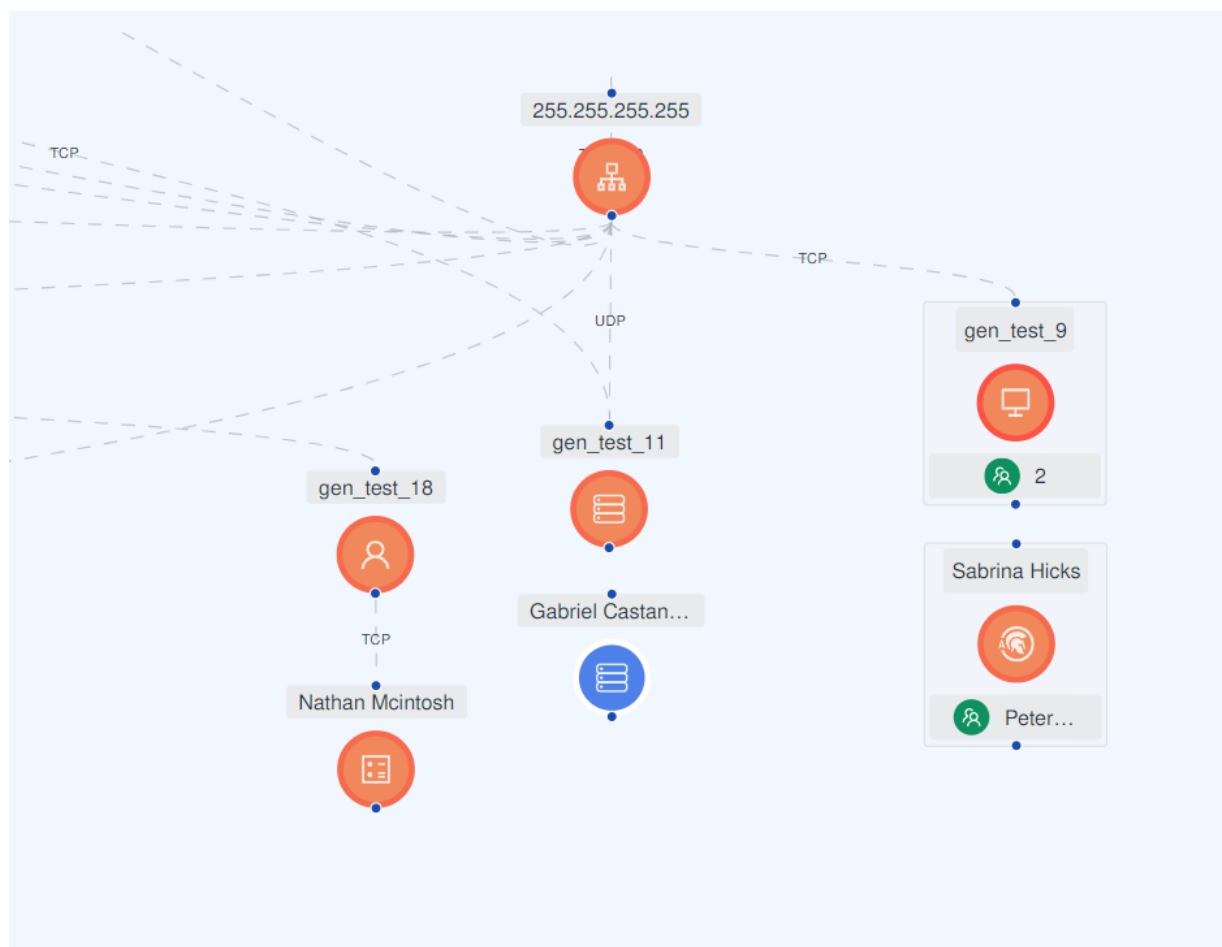 255.255.255.255
TCP
TCP
UDP
gen_test_9
2
gen_test_11
gen_test_18
Sabrina Hicks
Peter…
Gabriel Castan…
TCP
Nathan Mcintosh